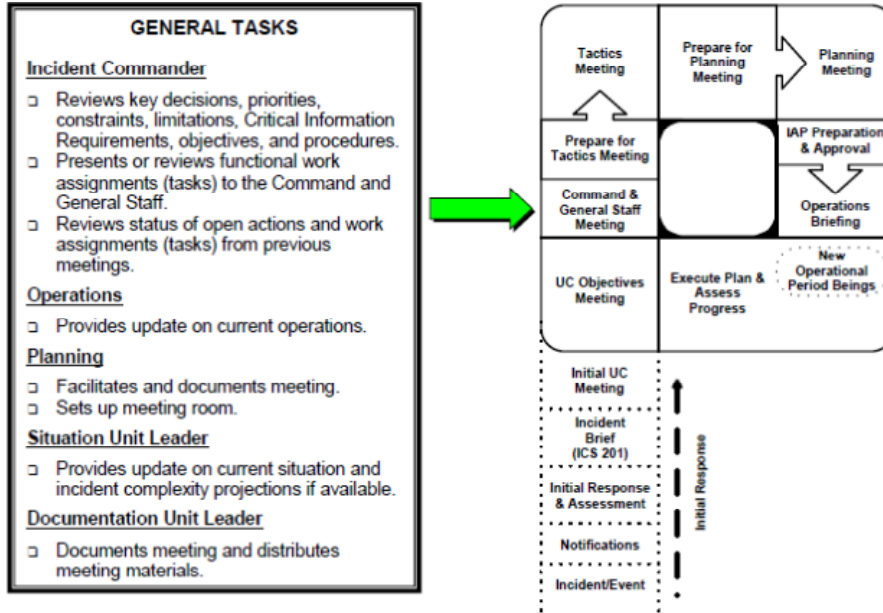 GENERAL TASKS
Incident Commander
❑ Reviews key decisions, priorities,
constraints, limitations, Critical Information
Requirements, objectives, and procedures.
❑ Presents or reviews functional work
assignments (tasks) to the Command and
General Staff.
❑ Reviews status of open actions and work
assignments (tasks) from previous
meetings.
Operations
❑ Provides update on current operations.
Planning
❑ Facilitates and documents meeting.
❑ Sets up meeting room.
Situation Unit Leader
❑ Provides update on current situation and
incident complexity projections if available.
Documentation Unit Leader
❑ Documents meeting and distributes
meeting materials.
Tactics
Meeting
Prepare for
Planning
Meeting
Planning
Meeting
Prepare for
Tactics Meeting
IAP Preparation
& Approval
Command &
General Staff
Meeting
Operations
Briefing
UC Objectives
Meeting
Execute Plan &
Assess
Progress
New
Operational
Period Beings
Initial UC
Meeting
Incident
Brief
(ICS 201)
Initial Response
& Assessment
Notifications
Incident/Event
Initial Response